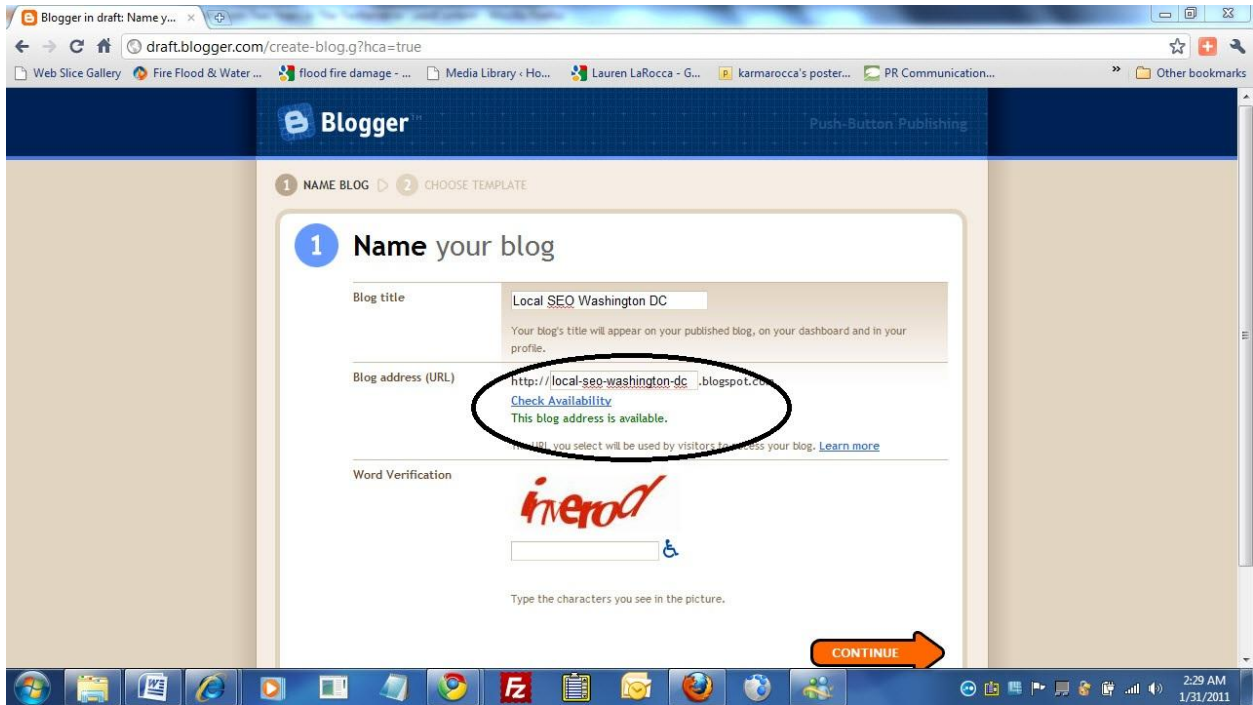 Blogger in draft: Name y...
draft.blogger.com/create-blog.g?hca=true
Web Slice Gallery
Fire Flood & Water ...
flood fire damage - ...
Media Library ‹ Ho...
Lauren LaRocca - G...
karmarocca's poster...
PR Communication...
»
Other bookmarks
Blogger™
Push-Button Publishing
1 NAME BLOG 2 CHOOSE TEMPLATE
1 Name your blog
Blog title
Local SEO Washington DC
Your blog's title will appear on your published blog, on your dashboard and in your
profile.
Blog address (URL)
http:// local-seo-washington-dc .blogspot.com
Check Availability
This blog address is available.
The URL you select will be used by visitors to access your blog. Learn more
Word Verification
inverod
Type the characters you see in the picture.
CONTINUE
2:29 AM
1/31/2011